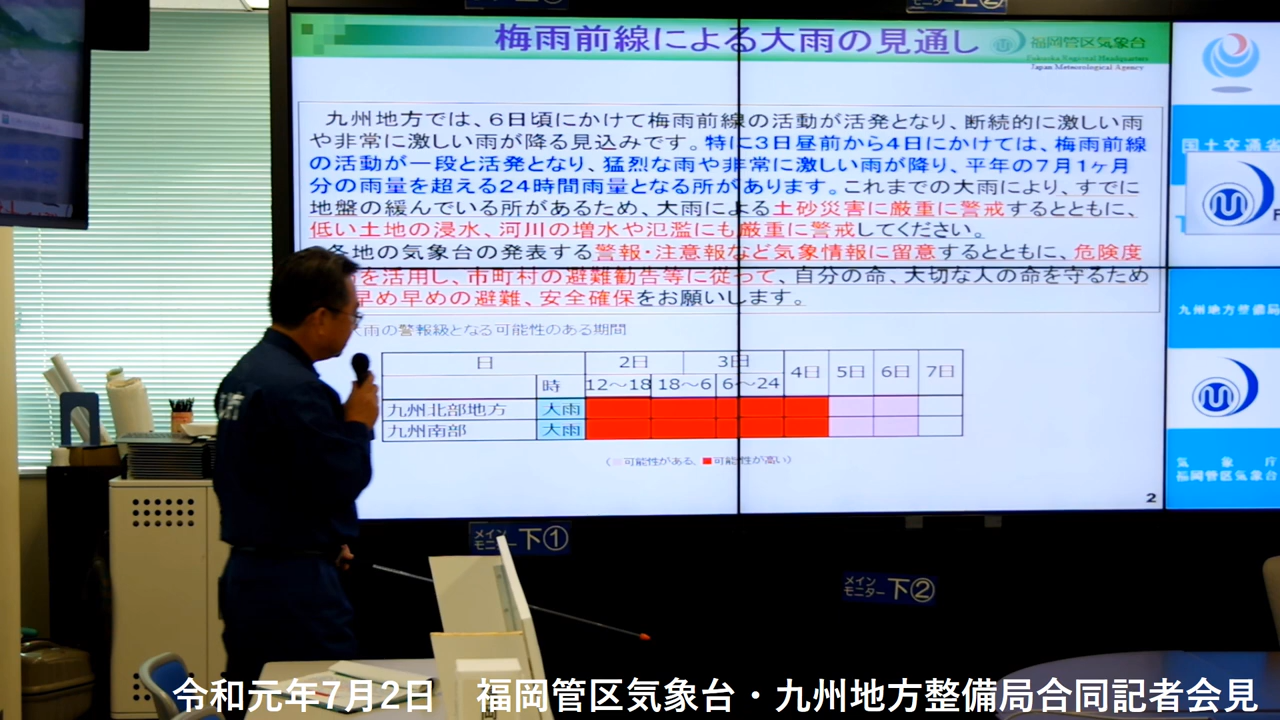 梅雨前線による大雨の見通し
福岡管区気象台
Fukuoka Regional Headquarters
Japan Meteorological Agency
九州地方では、6日頃にかけて梅雨前線の活動が活発となり、断続的に激しい雨
や非常に激しい雨が降る見込みです。特に3日昼前から4日にかけては、梅雨前線
の活動が一段と活発となり、猛烈な雨や非常に激しい雨が降り、平年の7月1ヶ月
分の雨量を超える24時間雨量となる所があります。これまでの大雨により、すでに
地盤の緩んでいる所があるため、大雨による土砂災害に厳重に警戒するとともに、
低い土地の浸水、河川の増水や氾濫にも厳重に警戒してください。
各地の気象台の発表する警報・注意報など気象情報に留意するとともに、危険度
を活用し、市町村の避難勧告等に従って、自分の命、大切な人の命を守るため
早め早めの避難、安全確保をお願いします。
大雨の警報級となる可能性のある期間
日 2日 3日 4日 5日 6日 7日
時 12～18 18～6 6～24
九州北部地方 大雨
九州南部 大雨
(可能性がある、■可能性が高い)
2
国土交通省
九州地方整備局
気象庁
福岡管区気象台
メインモニター 下①
メインモニター 下②
令和元年7月2日 福岡管区気象台・九州地方整備局合同記者会見